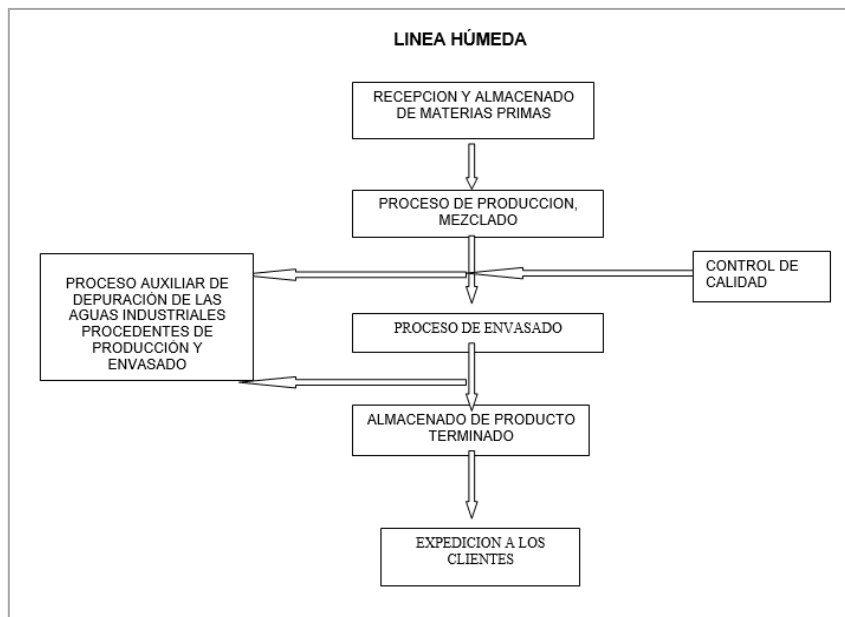 LINEA HÚMEDA
RECEPCION Y ALMACENADO
DE MATERIAS PRIMAS
PROCESO DE PRODUCCION,
MEZCLADO
CONTROL DE
CALIDAD
PROCESO AUXILIAR DE
DEPURACIÓN DE LAS
AGUAS INDUSTRIALES
PROCEDENTES DE
PRODUCCIÓN Y
ENVASADO
PROCESO DE ENVASADO
ALMACENADO DE PRODUCTO
TERMINADO
EXPEDICION A LOS
CLIENTES